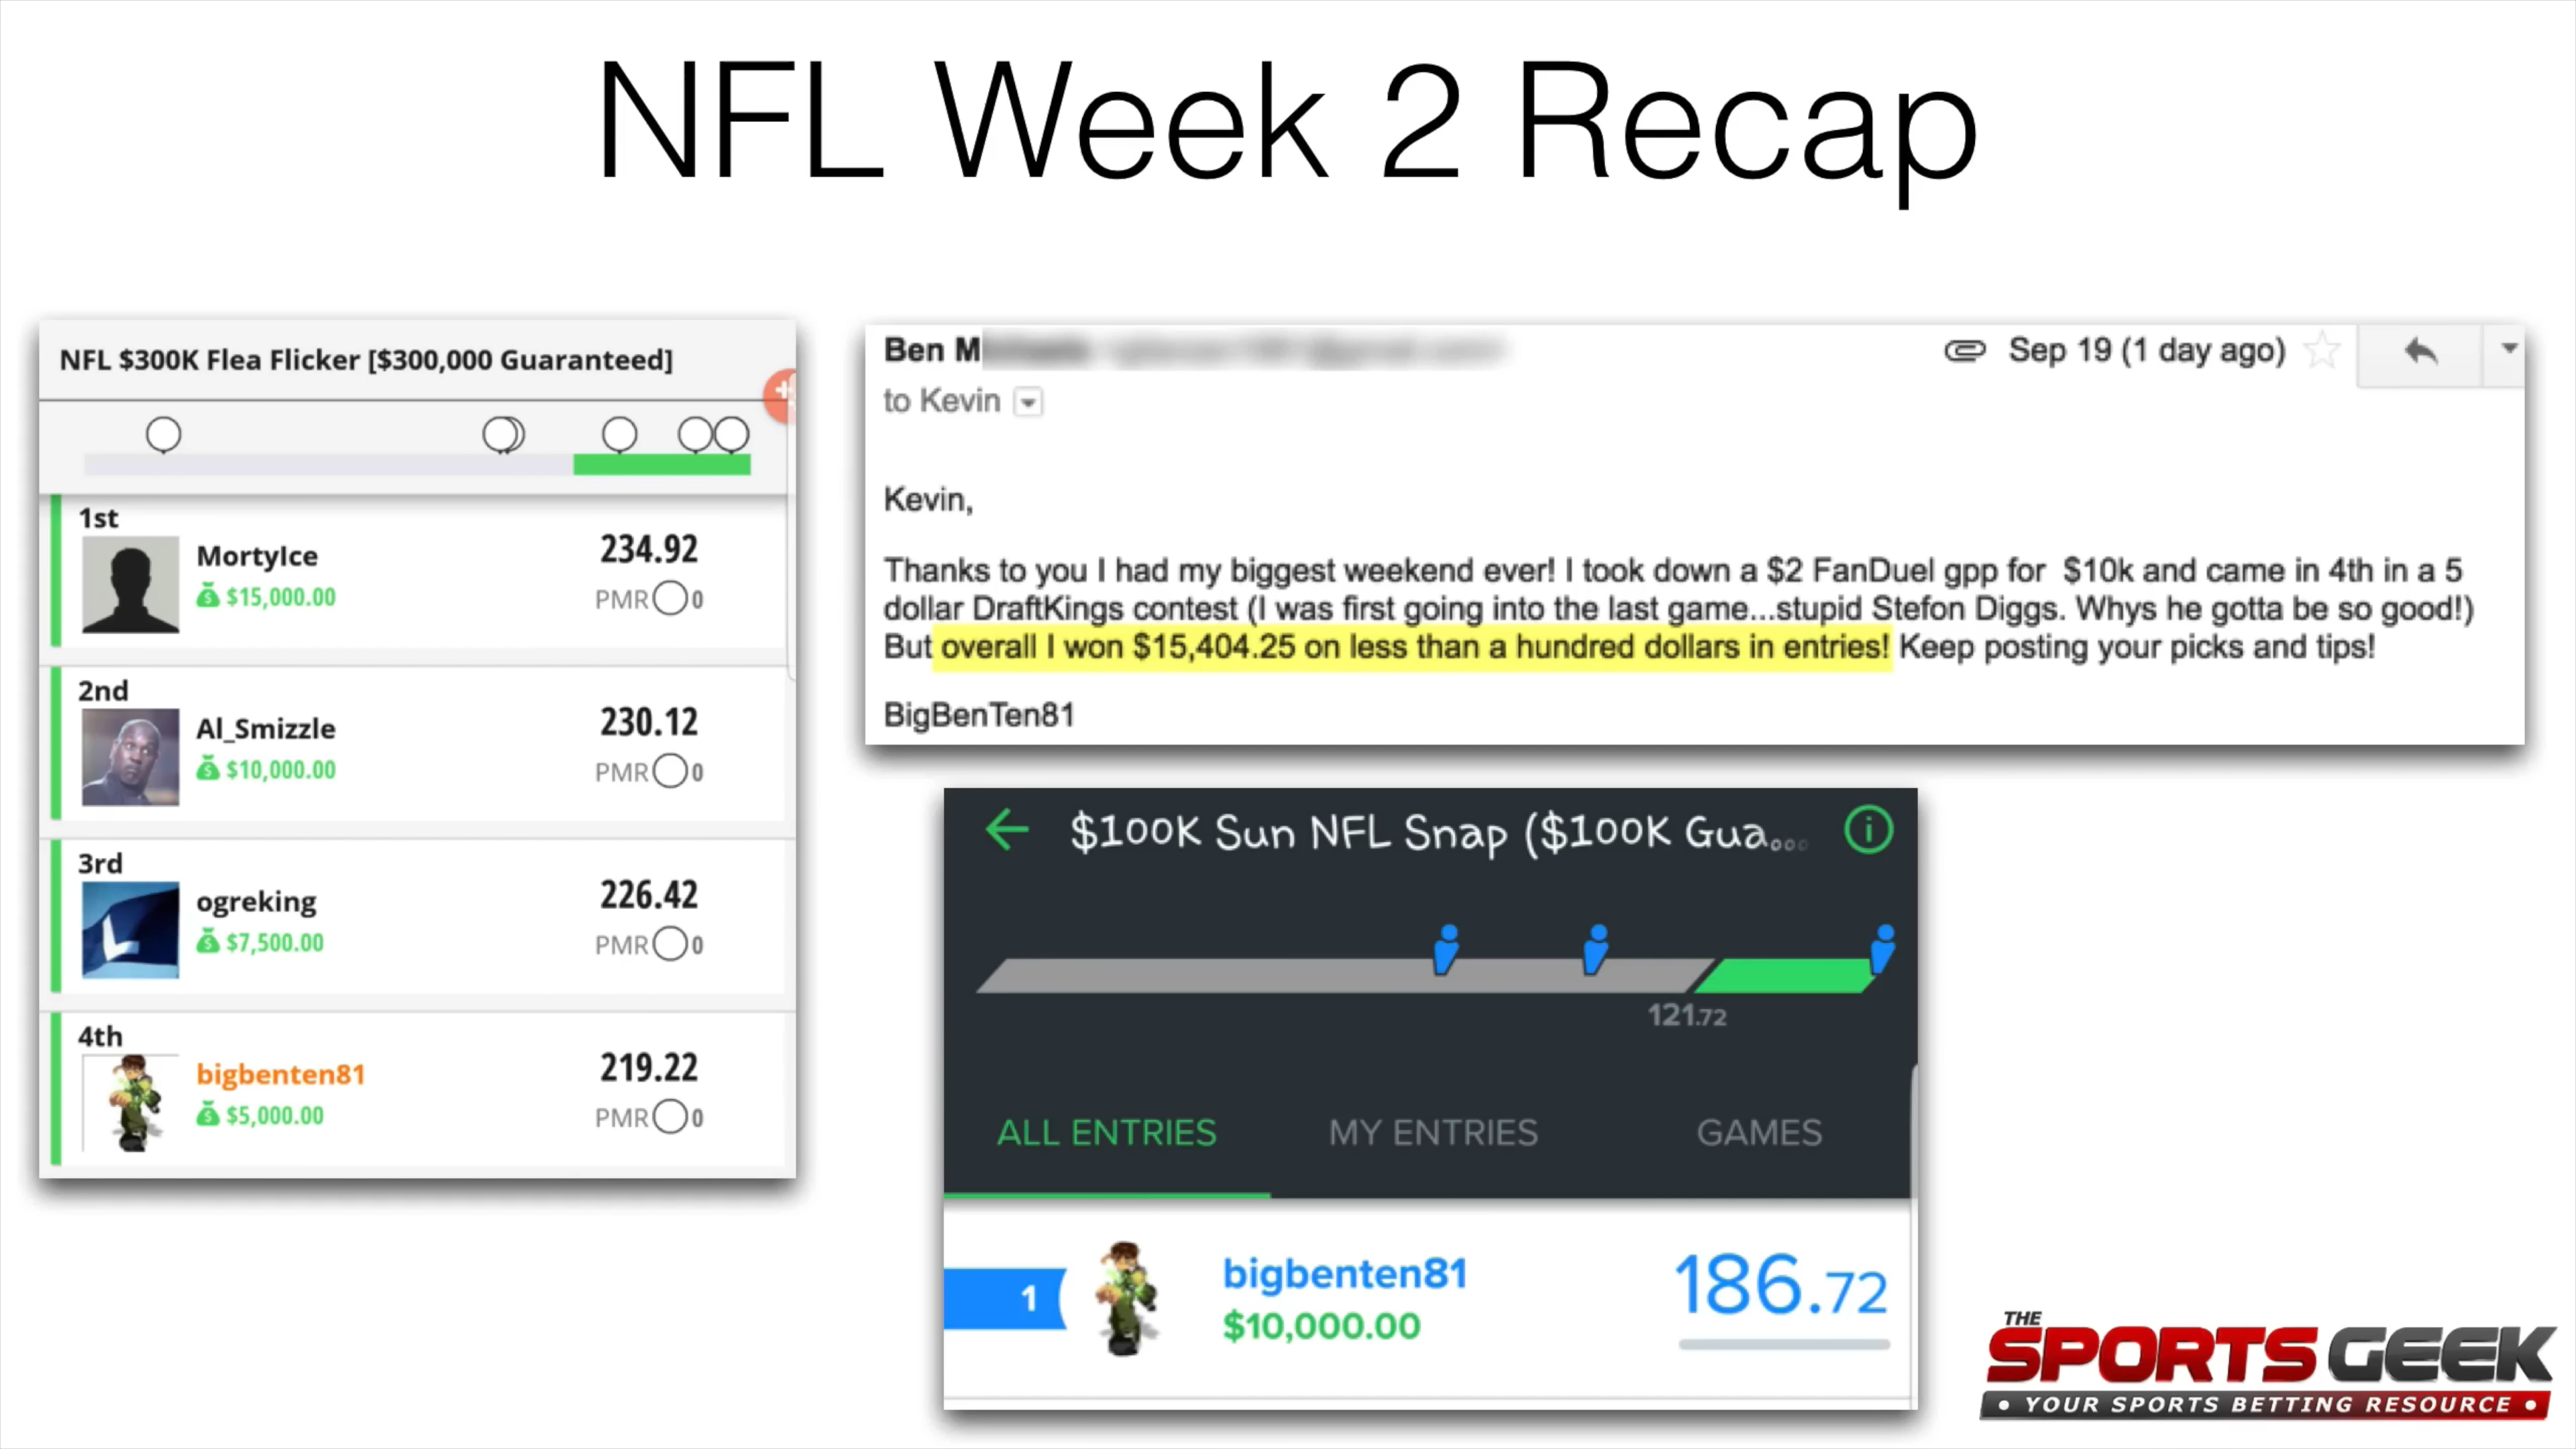 NFL Week 2 Recap
NFL $300K Flea Flicker [$300,000 Guaranteed]
1st
MortyIce
234.92
$15,000.00
PMR 0
2nd
Al_Smizzle
230.12
$10,000.00
PMR 0
3rd
ogreking
226.42
$7,500.00
PMR 0
4th
bigbenten81
219.22
$5,000.00
PMR 0
Ben M
Sep 19 (1 day ago)
to Kevin
Kevin,
Thanks to you I had my biggest weekend ever! I took down a $2 FanDuel gpp for $10k and came in 4th in a 5
dollar DraftKings contest (I was first going into the last game...stupid Stefon Diggs. Whys he gotta be so good!)
But overall I won $15,404.25 on less than a hundred dollars in entries! Keep posting your picks and tips!
BigBenTen81
$100K Sun NFL Snap ($100K Gua...
121.72
ALL ENTRIES MY ENTRIES GAMES
1
bigbenten81
186.72
$10,000.00
THE
SPORTS GEEK
• YOUR SPORTS BETTING RESOURCE •